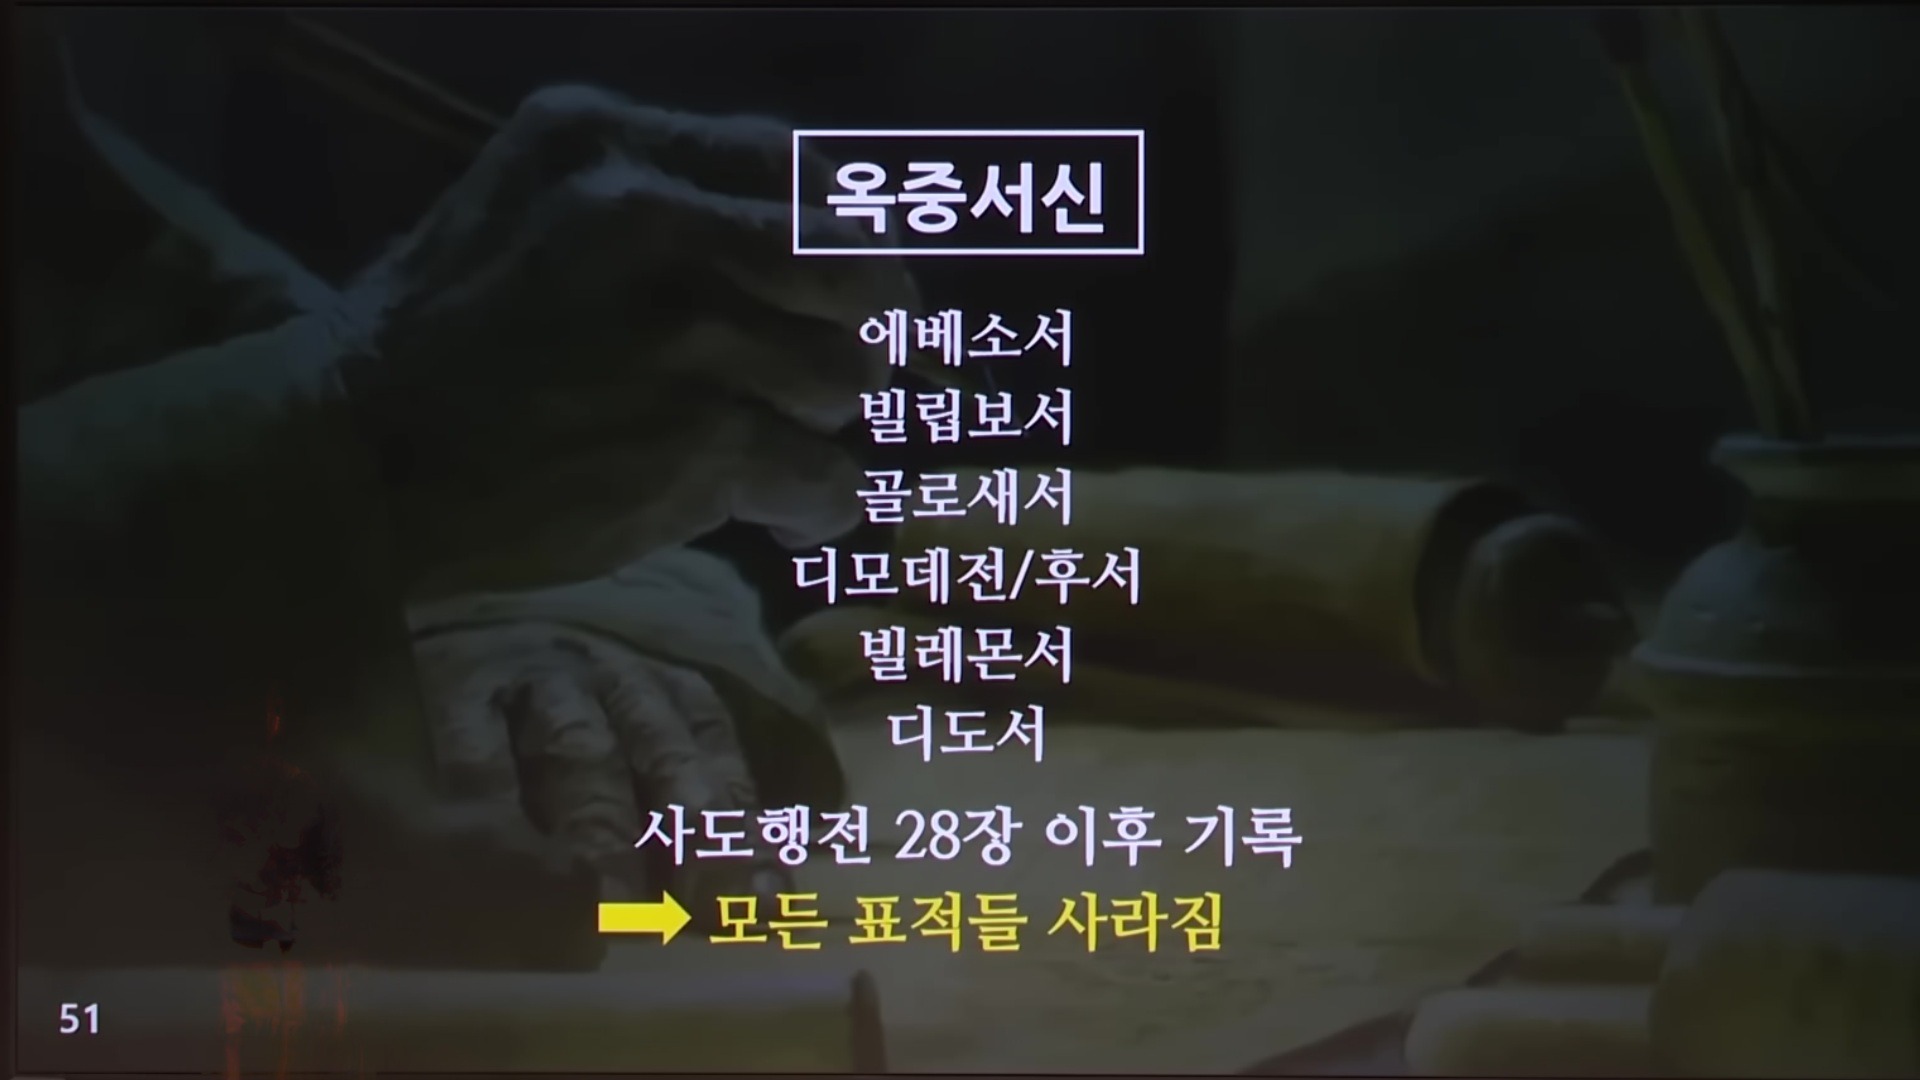 옥중서신
에베소서
빌립보서
골로새서
디모데전/후서
빌레몬서
디도서
사도행전 28장 이후 기록
모든 표적들 사라짐
51